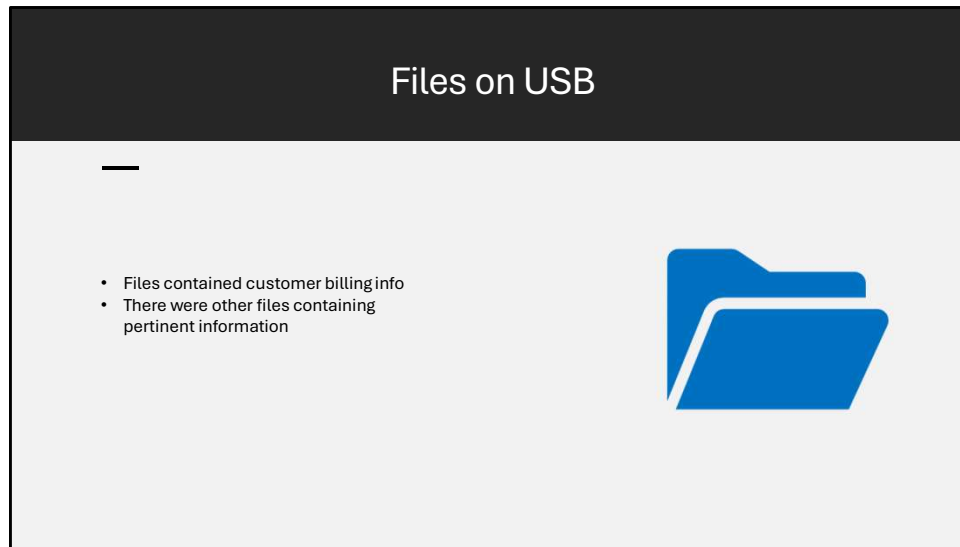 Files on USB
• Files contained customer billing info
• There were other files containing
pertinent information